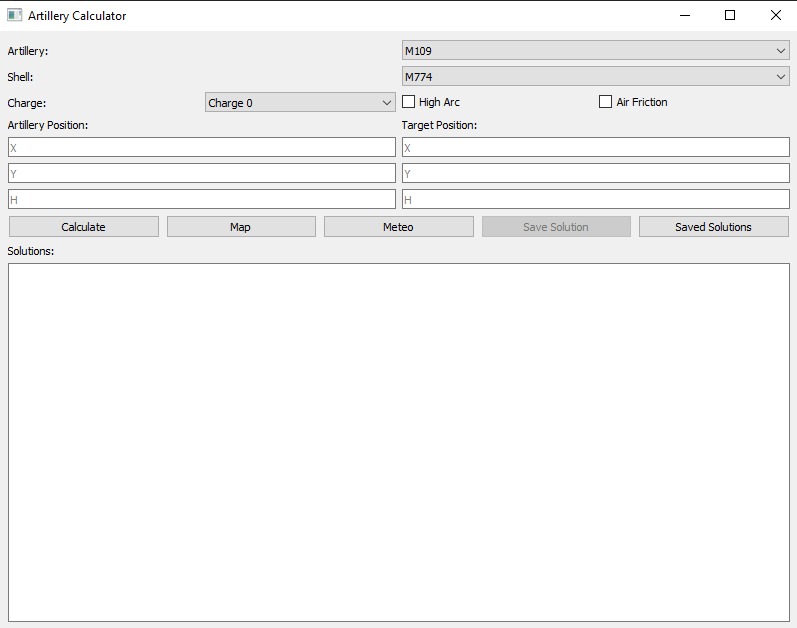 Artillery Calculator
Artillery: M109
Shell: M774
Charge: Charge 0 High Arc Air Friction
Artillery Position: Target Position:
X X
Y Y
H H
Calculate Map Meteo Save Solution Saved Solutions
Solutions: